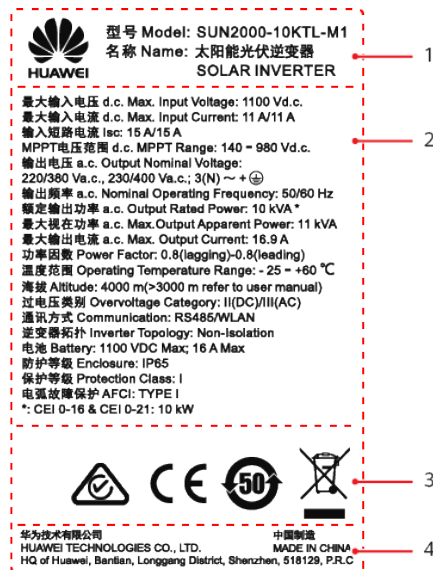 HUAWEI
型号 Model: SUN2000-10KTL-M1
名称 Name: 太阳能光伏逆变器
SOLAR INVERTER
1
最大输入电压 d.c. Max. Input Voltage: 1100 Vd.c.
最大输入电流 d.c. Max. Input Current: 11 A/11 A
输入短路电流 Isc: 15 A/15 A
MPPT电压范围 d.c. MPPT Range: 140 - 980 Vd.c.
输出电压 a.c. Output Nominal Voltage:
220/380 Va.c., 230/400 Va.c.; 3(N) ~ + ⏚
输出频率 a.c. Nominal Operating Frequency: 50/60 Hz
额定输出功率 a.c. Output Rated Power: 10 kVA *
最大视在功率 a.c. Max.Output Apparent Power: 11 kVA
最大输出电流 a.c. Max. Output Current: 16.9 A
功率因数 Power Factor: 0.8(lagging)-0.8(leading)
温度范围 Operating Temperature Range: - 25 - +60 ℃
海拔 Altitude: 4000 m(>3000 m refer to user manual)
过电压类别 Overvoltage Category: II(DC)/III(AC)
通讯方式 Communication: RS485/WLAN
逆变器拓扑 Inverter Topology: Non-Isolation
电池 Battery: 1100 VDC Max; 16 A Max
防护等级 Enclosure: IP65
保护等级 Protection Class: I
电弧故障保护 AFCI: TYPE I
*: CEI 0-16 & CEI 0-21: 10 kW
2
CE
50
3
华为技术有限公司
中国制造
HUAWEI TECHNOLOGIES CO., LTD.
MADE IN CHINA
HQ of Huawei, Bantian, Longgang District, Shenzhen, 518129, P.R.C
4